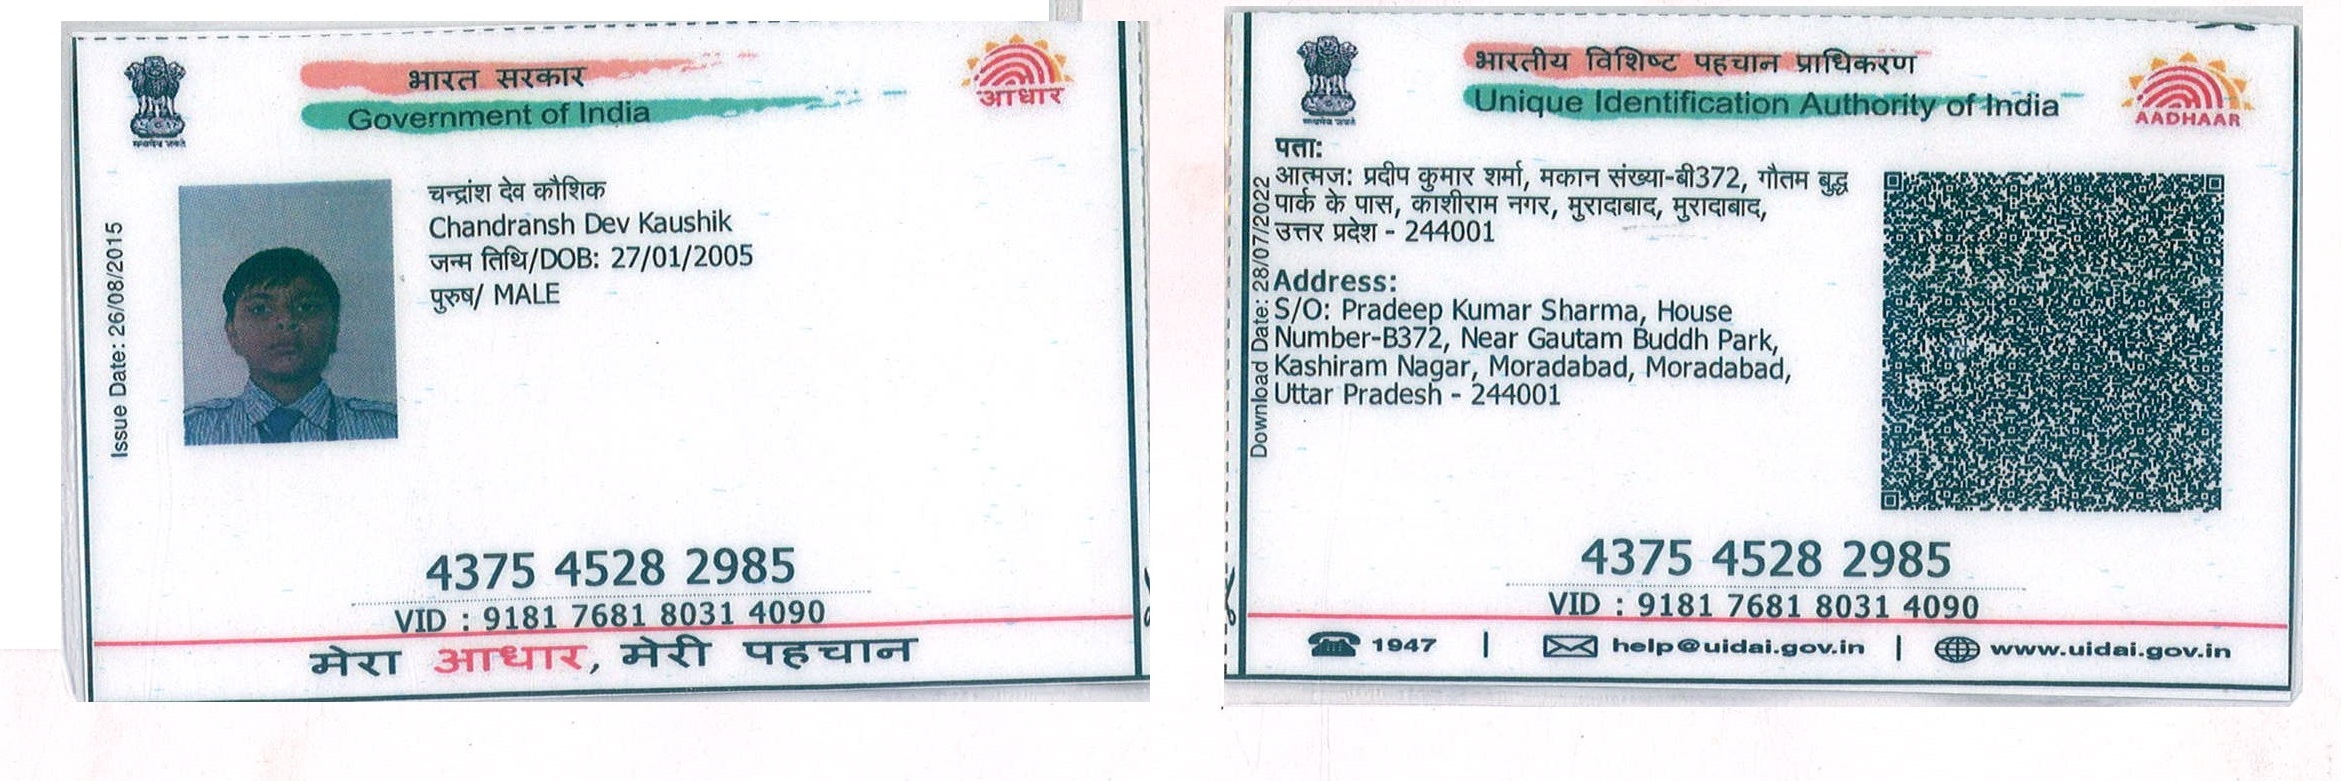 भारत सरकार
Government of India
आधार
Issue Date: 26/08/2015
चन्द्रांश देव कौशिक
Chandransh Dev Kaushik
जन्म तिथि/DOB: 27/01/2005
पुरुष/ MALE
4375 4528 2985
VID : 9181 7681 8031 4090
मेरा आधार, मेरी पहचान
भारतीय विशिष्ट पहचान प्राधिकरण
Unique Identification Authority of India
AADHAAR
Download Date: 28/07/2022
पता:
आत्मज: प्रदीप कुमार शर्मा, मकान संख्या-बी372, गौतम बुद्ध
पार्क के पास, काशीराम नगर, मुरादाबाद, मुरादाबाद,
उत्तर प्रदेश - 244001
Address:
S/O: Pradeep Kumar Sharma, House
Number-B372, Near Gautam Buddh Park,
Kashiram Nagar, Moradabad, Moradabad,
Uttar Pradesh - 244001
4375 4528 2985
VID : 9181 7681 8031 4090
1947 | help@uidai.gov.in | www.uidai.gov.in